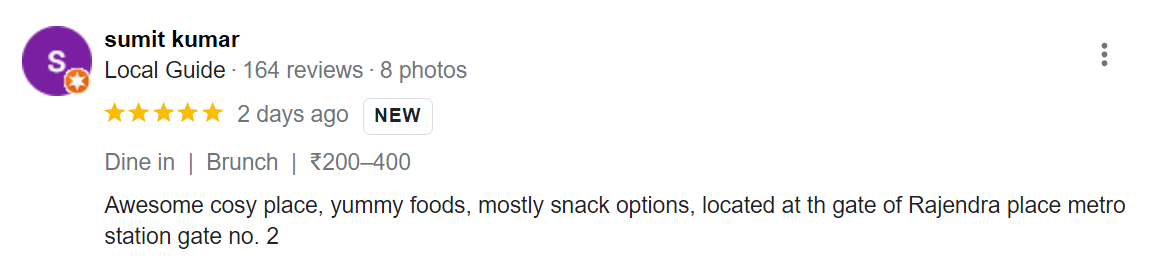 S
sumit kumar
Local Guide · 164 reviews · 8 photos
2 days ago NEW
Dine in | Brunch | ₹200–400
Awesome cosy place, yummy foods, mostly snack options, located at th gate of Rajendra place metro
station gate no. 2